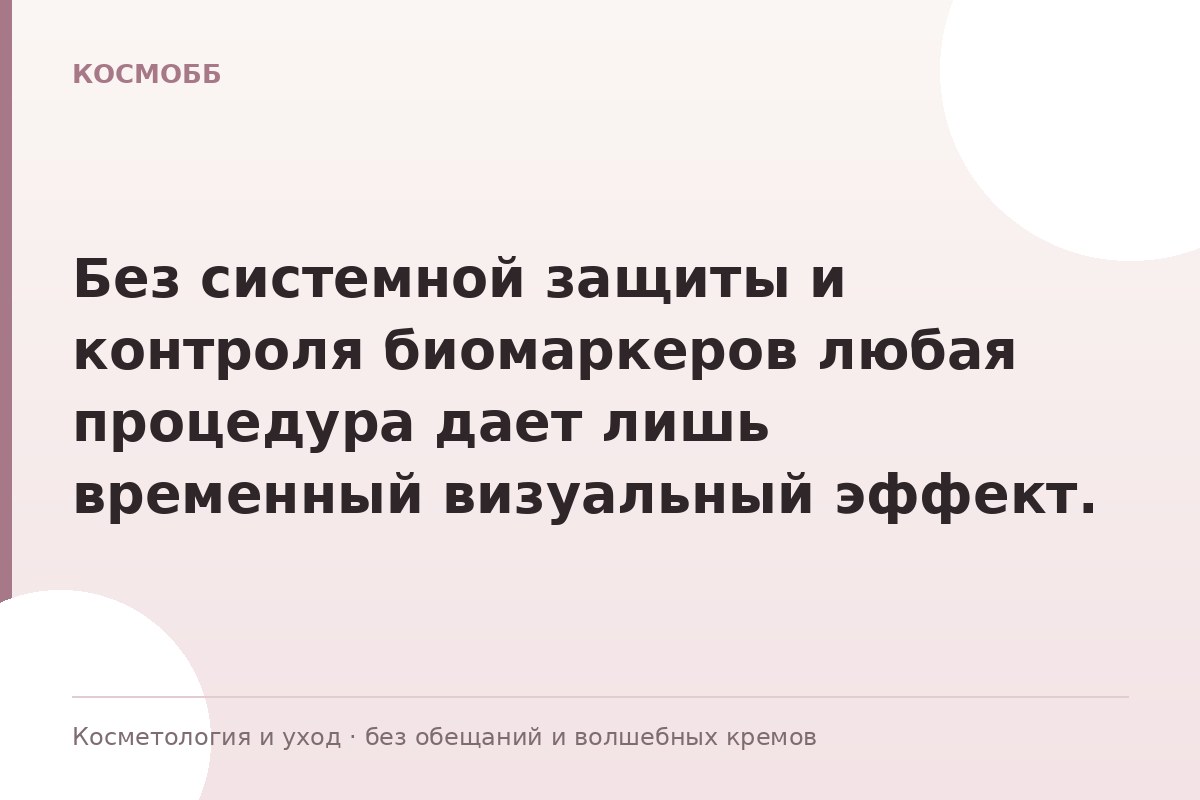 КОСМОББ
Без системной защиты и
контроля биомаркеров любая
процедура дает лишь
временный визуальный эффект.
Косметология и уход · без обещаний и волшебных кремов